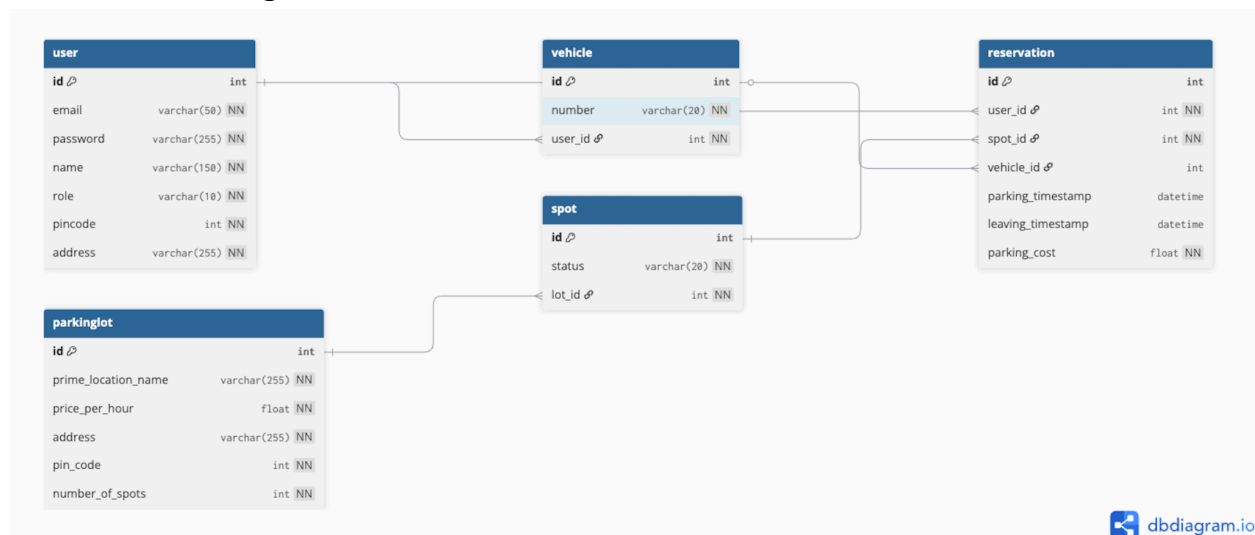 user
id int
email varchar(50) NN
password varchar(255) NN
name varchar(150) NN
role varchar(10) NN
pincode int NN
address varchar(255) NN
parkinglot
id int
prime_location_name varchar(255) NN
price_per_hour float NN
address varchar(255) NN
pin_code int NN
number_of_spots int NN
vehicle
id int
number varchar(20) NN
user_id int NN
spot
id int
status varchar(20) NN
lot_id int NN
reservation
id int
user_id int NN
spot_id int NN
vehicle_id int
parking_timestamp datetime
leaving_timestamp datetime
parking_cost float NN
dbdiagram.io